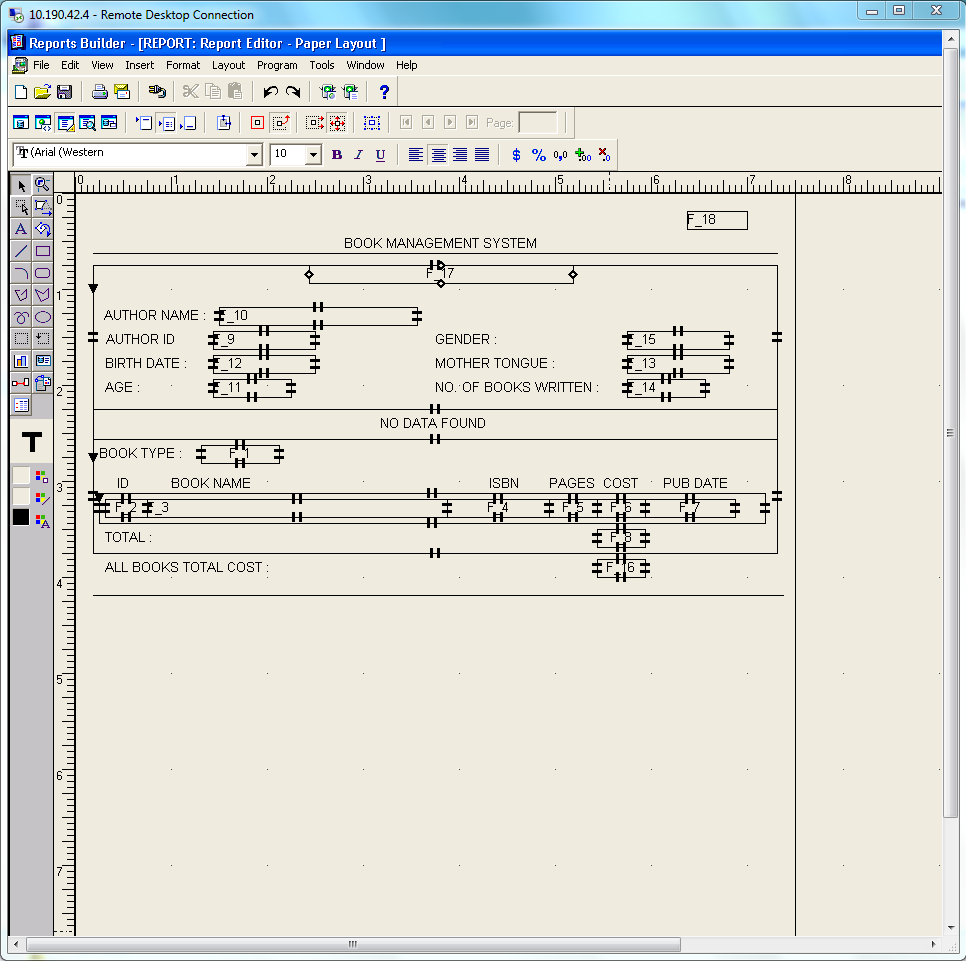 10.190.42.4 - Remote Desktop Connection
Reports Builder - [REPORT: Report Editor - Paper Layout ]
File Edit View Insert Format Layout Program Tools Window Help
Page:
(Arial (Western 10 B I U $ % 0,0 .00 .0
0 1 2 3 4 5 6 7 8
0
F_18
BOOK MANAGEMENT SYSTEM
F_17
1
AUTHOR NAME : F_10
AUTHOR ID F_9 GENDER : F_15
BIRTH DATE : F_12 MOTHER TONGUE : F_13
AGE : F_11 NO. OF BOOKS WRITTEN : F_14
2
NO DATA FOUND
BOOK TYPE : F_1
3
ID BOOK NAME ISBN PAGES COST PUB DATE
F_2 F_3 F_4 F_5 F_6 F_7
TOTAL : F_8
ALL BOOKS TOTAL COST : F_16
4
5
6
7